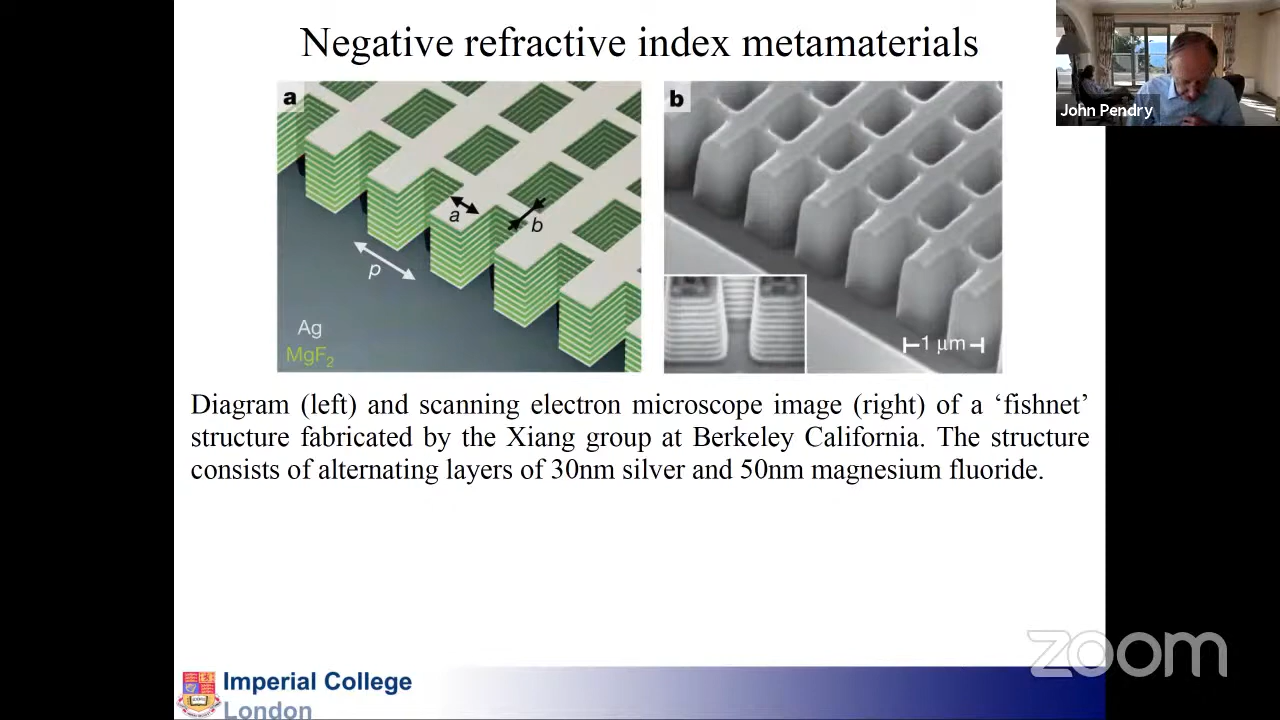 Negative refractive index metamaterials
John Pendry
a
b
a
b
p
Ag
MgF₂
1 μm
Diagram (left) and scanning electron microscope image (right) of a ‘fishnet’
structure fabricated by the Xiang group at Berkeley California. The structure
consists of alternating layers of 30nm silver and 50nm magnesium fluoride.
zoom
Imperial College
London